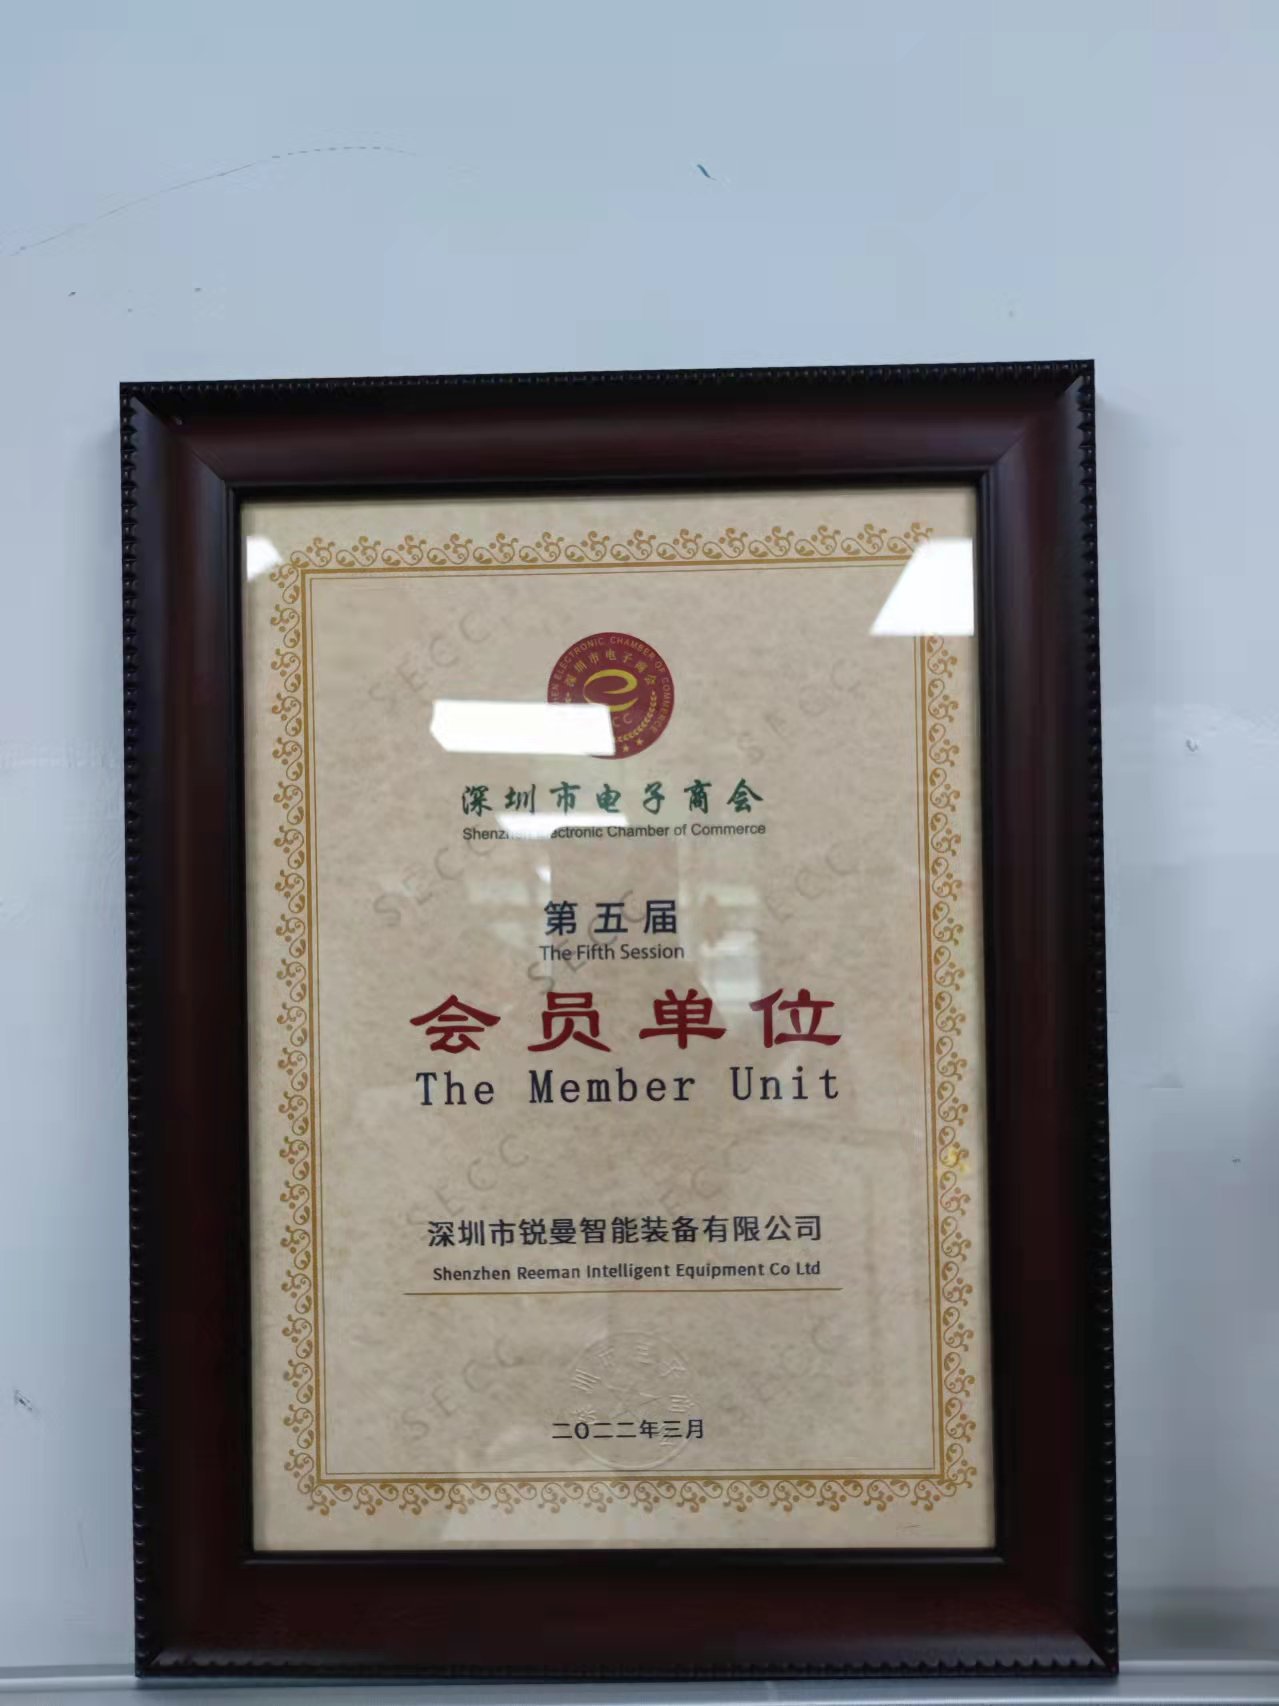 深圳市电子商会
Chamber of Commerce
第五届
The Fifth Session
会员单位
The Member Unit
深圳市锐曼智能装备有限公司
Shenzhen Reeman Intelligent Equipment Co Ltd
二〇二二年三月